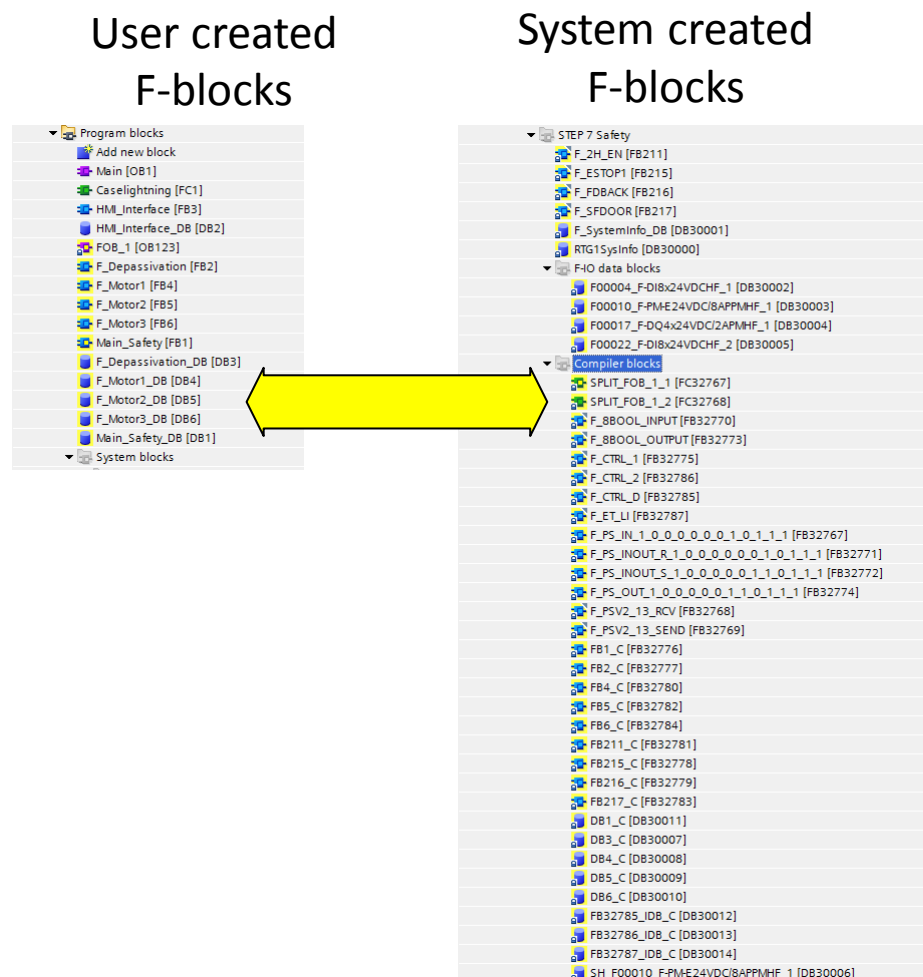 User created
F-blocks
Program blocks
Add new block
Main [OB1]
Caselightning [FC1]
HMI_Interface [FB3]
HMI_Interface_DB [DB2]
FOB_1 [OB123]
F_Depassivation [FB2]
F_Motor1 [FB4]
F_Motor2 [FB5]
F_Motor3 [FB6]
Main_Safety [FB1]
F_Depassivation_DB [DB3]
F_Motor1_DB [DB4]
F_Motor2_DB [DB5]
F_Motor3_DB [DB6]
Main_Safety_DB [DB1]
System blocks
System created
F-blocks
STEP 7 Safety
F_2H_EN [FB211]
F_ESTOP1 [FB215]
F_FDBACK [FB216]
F_SFDOOR [FB217]
F_SystemInfo_DB [DB30001]
RTG1SysInfo [DB30000]
F-IO data blocks
F00004_F-DI8x24VDCHF_1 [DB30002]
F00010_F-PM-E24VDC/8APPMHF_1 [DB30003]
F00017_F-DQ4x24VDC/2APMHF_1 [DB30004]
F00022_F-DI8x24VDCHF_2 [DB30005]
Compiler blocks
SPLIT_FOB_1_1 [FC32767]
SPLIT_FOB_1_2 [FC32768]
F_8BOOL_INPUT [FB32770]
F_8BOOL_OUTPUT [FB32773]
F_CTRL_1 [FB32775]
F_CTRL_2 [FB32786]
F_CTRL_D [FB32785]
F_ET_LI [FB32787]
F_PS_IN_1_0_0_0_0_0_0_1_0_1_1_1 [FB32767]
F_PS_INOUT_R_1_0_0_0_0_0_0_1_0_1_1_1 [FB32771]
F_PS_INOUT_S_1_0_0_0_0_0_1_1_0_1_1_1 [FB32772]
F_PS_OUT_1_0_0_0_0_0_1_1_0_1_1_1 [FB32774]
F_PSV2_13_RCV [FB32768]
F_PSV2_13_SEND [FB32769]
FB1_C [FB32776]
FB2_C [FB32777]
FB4_C [FB32780]
FB5_C [FB32782]
FB6_C [FB32784]
FB211_C [FB32781]
FB215_C [FB32778]
FB216_C [FB32779]
FB217_C [FB32783]
DB1_C [DB30011]
DB3_C [DB30007]
DB4_C [DB30008]
DB5_C [DB30009]
DB6_C [DB30010]
FB32785_IDB_C [DB30012]
FB32786_IDB_C [DB30013]
FB32787_IDB_C [DB30014]
SH_F00010_F-PM-E24VDC/8APPMHF_1 [DB30006]